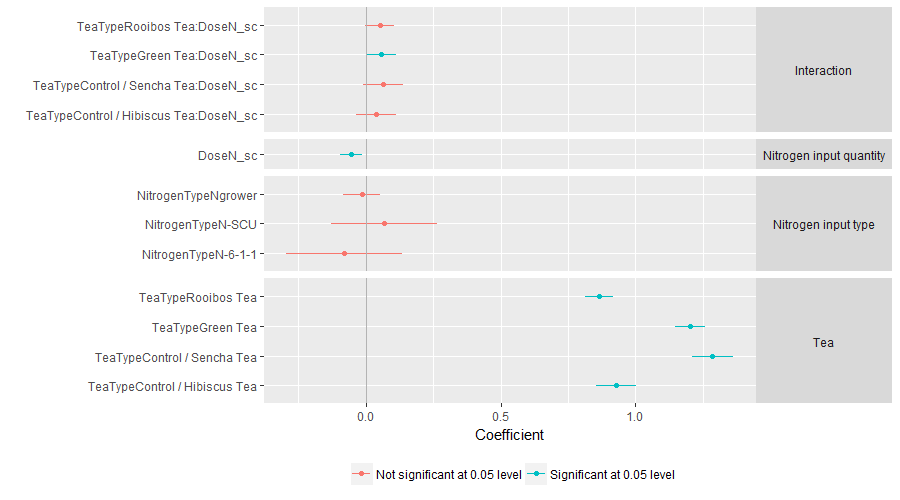 TeaTypeRooibos Tea:DoseN_sc
TeaTypeGreen Tea:DoseN_sc
TeaTypeControl / Sencha Tea:DoseN_sc
TeaTypeControl / Hibiscus Tea:DoseN_sc
Interaction
DoseN_sc
Nitrogen input quantity
NitrogenTypeNgrower
NitrogenTypeN-SCU
NitrogenTypeN-6-1-1
Nitrogen input type
TeaTypeRooibos Tea
TeaTypeGreen Tea
TeaTypeControl / Sencha Tea
TeaTypeControl / Hibiscus Tea
Tea
0.0 0.5 1.0
Coefficient
Not significant at 0.05 level Significant at 0.05 level